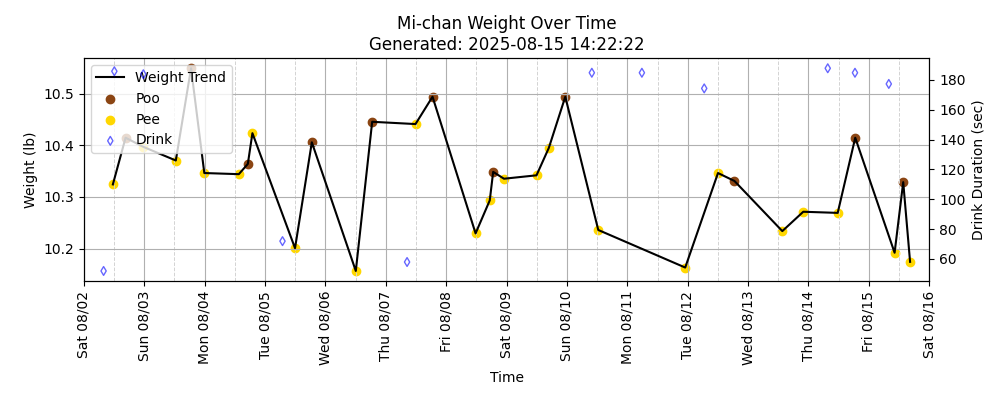 Mi-chan Weight Over Time
Generated: 2025-08-15 14:22:22
Weight Trend
Poo
Pee
Drink
Weight (lb)
10.5
10.4
10.3
10.2
180
160
140
120
100
80
60
Drink Duration (sec)
Sat 08/02
Sun 08/03
Mon 08/04
Tue 08/05
Wed 08/06
Thu 08/07
Fri 08/08
Sat 08/09
Sun 08/10
Mon 08/11
Tue 08/12
Wed 08/13
Thu 08/14
Fri 08/15
Sat 08/16
Time